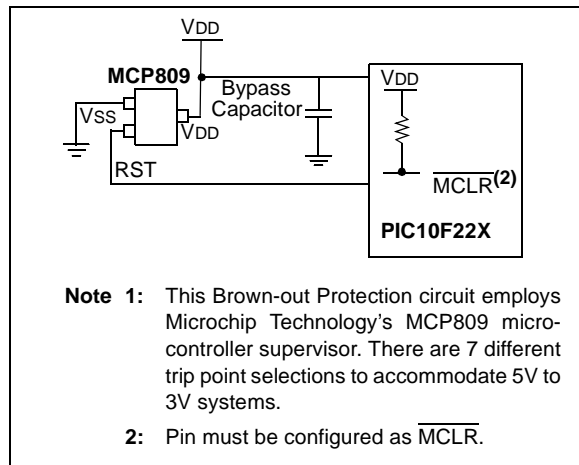 VDD
MCP809
VDD
Bypass
Capacitor
VSS
VDD
RST
MCLR(2)
PIC10F22X
Note 1: This Brown-out Protection circuit employs
Microchip Technology's MCP809 micro-
controller supervisor. There are 7 different
trip point selections to accommodate 5V to
3V systems.
2: Pin must be configured as MCLR.